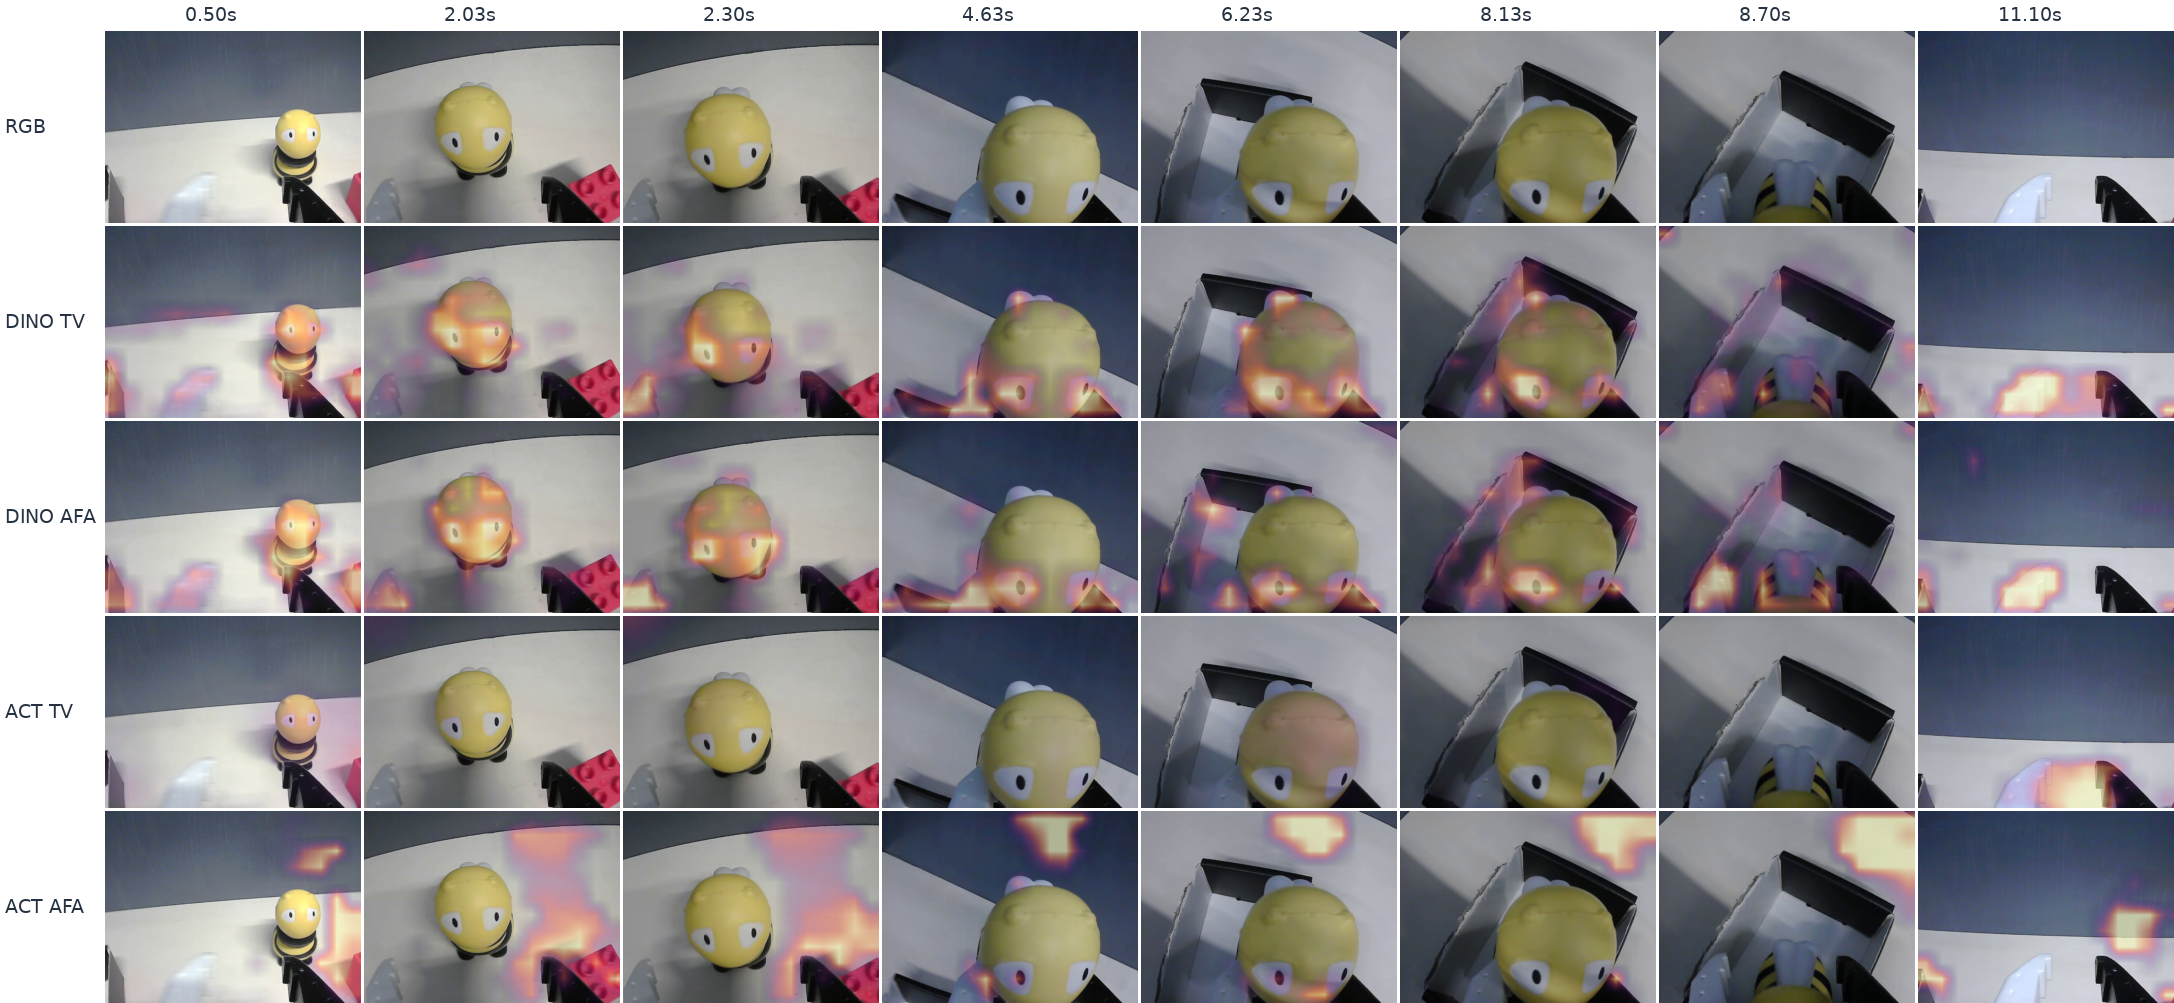 0.50s 2.03s 2.30s 4.63s 6.23s 8.13s 8.70s 11.10s
RGB
DINO TV
DINO AFA
ACT TV
ACT AFA